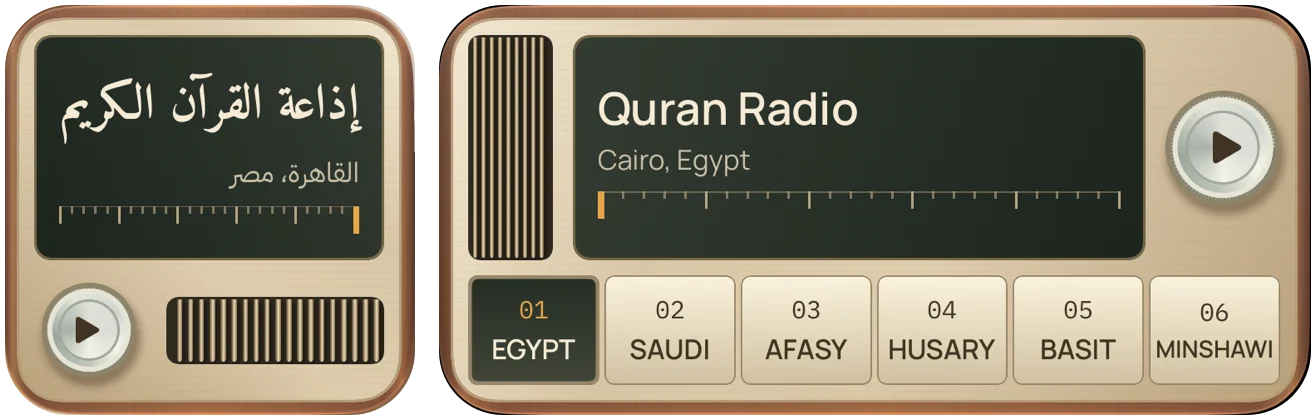 إذاعة القرآن الكريم
القاهرة، مصر
Quran Radio
Cairo, Egypt
01 02 03 04 05 06
EGYPT SAUDI AFASY HUSARY BASIT MINSHAWI